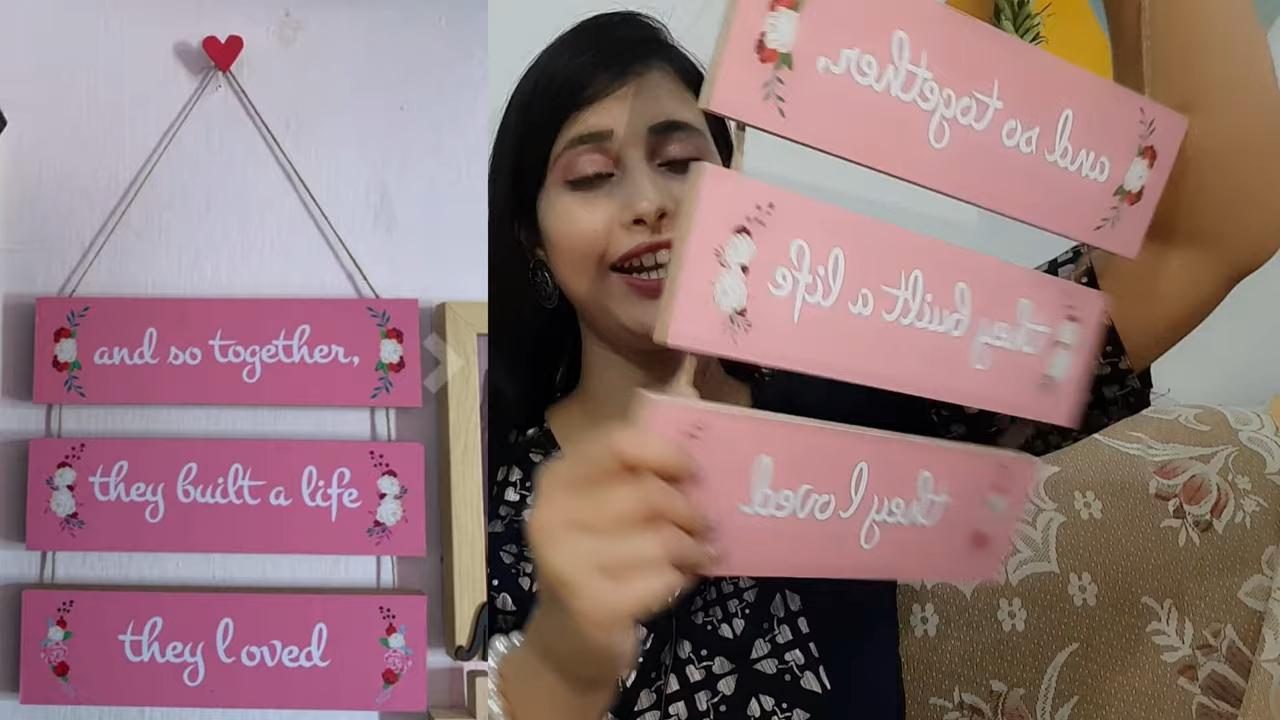 and so together,
they built a life
they loved
and so together,
they built a life
they loved